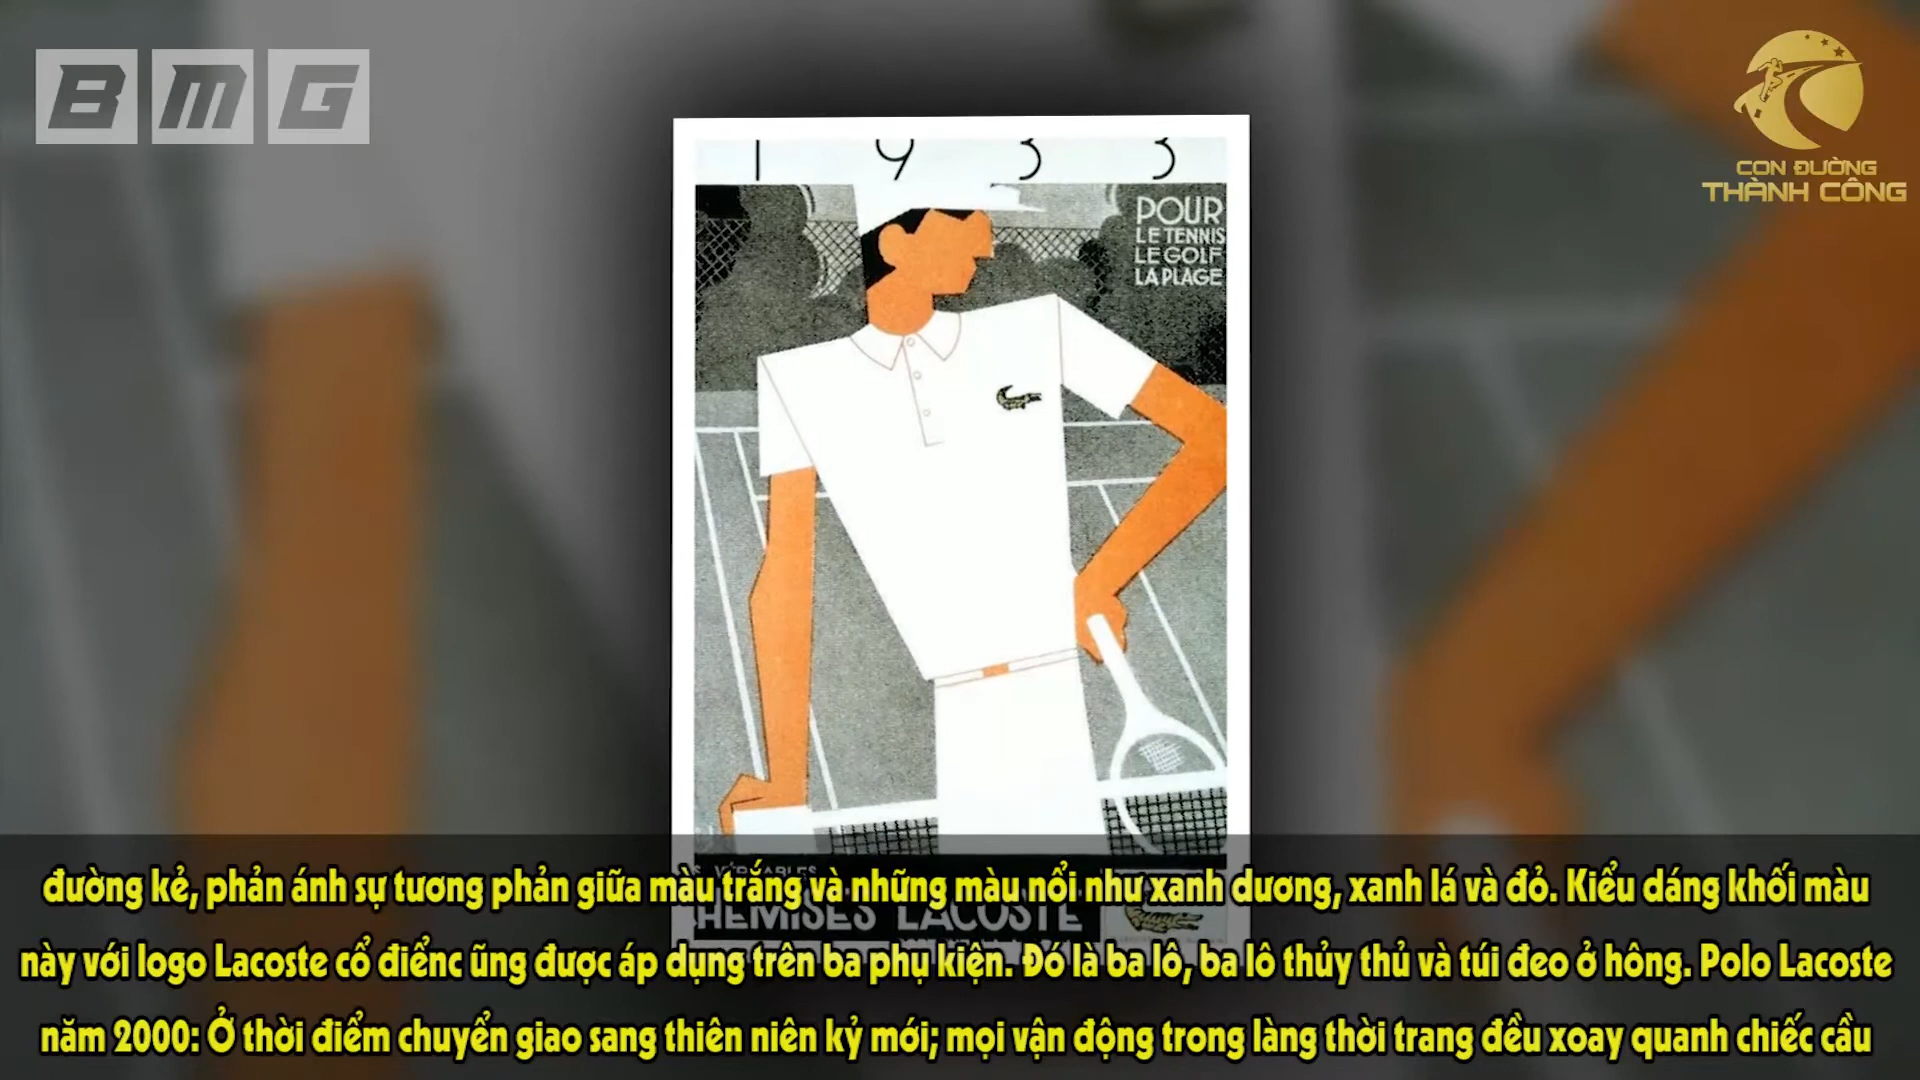 BMG
CON ĐƯỜNG
THÀNH CÔNG
1933
POUR
LE TENNIS
LE GOLF
LA PLAGE
HEMISES LACOSTE
đường kẻ, phản ánh sự tương phản giữa màu trắng và những màu nổi như xanh dương, xanh lá và đỏ. Kiểu dáng khối màu
này với logo Lacoste cổ điểnc ũng được áp dụng trên ba phụ kiện. Đó là ba lô, ba lô thủy thủ và túi đeo ở hông. Polo Lacoste
năm 2000: Ở thời điểm chuyển giao sang thiên niên kỷ mới; mọi vận động trong làng thời trang đều xoay quanh chiếc cầu